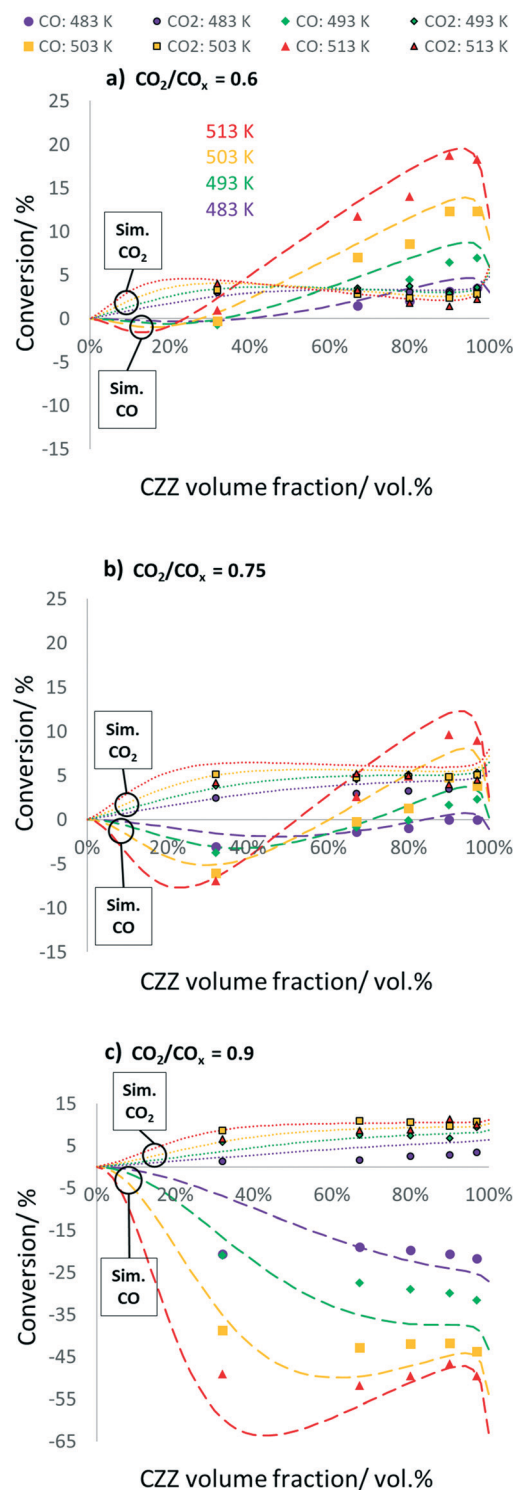 CO: 483 K CO2: 483 K CO: 493 K CO2: 493 K
CO: 503 K CO2: 503 K CO: 513 K CO2: 513 K
a) CO₂/COₓ = 0.6
25
20
15
10
5
0
-5
-10
-15
513 K
503 K
493 K
483 K
Sim.
CO₂
Sim.
CO
0% 20% 40% 60% 80% 100%
Conversion/ %
CZZ volume fraction/ vol.%
b) CO₂/COₓ = 0.75
25
20
15
10
5
0
-5
-10
-15
Sim.
CO₂
Sim.
CO
0% 20% 40% 60% 80% 100%
Conversion/ %
CZZ volume fraction/ vol.%
c) CO₂/COₓ = 0.9
15
5
-5
-15
-25
-35
-45
-55
-65
Sim.
CO₂
Sim.
CO
0% 20% 40% 60% 80% 100%
Conversion/ %
CZZ volume fraction/ vol.%